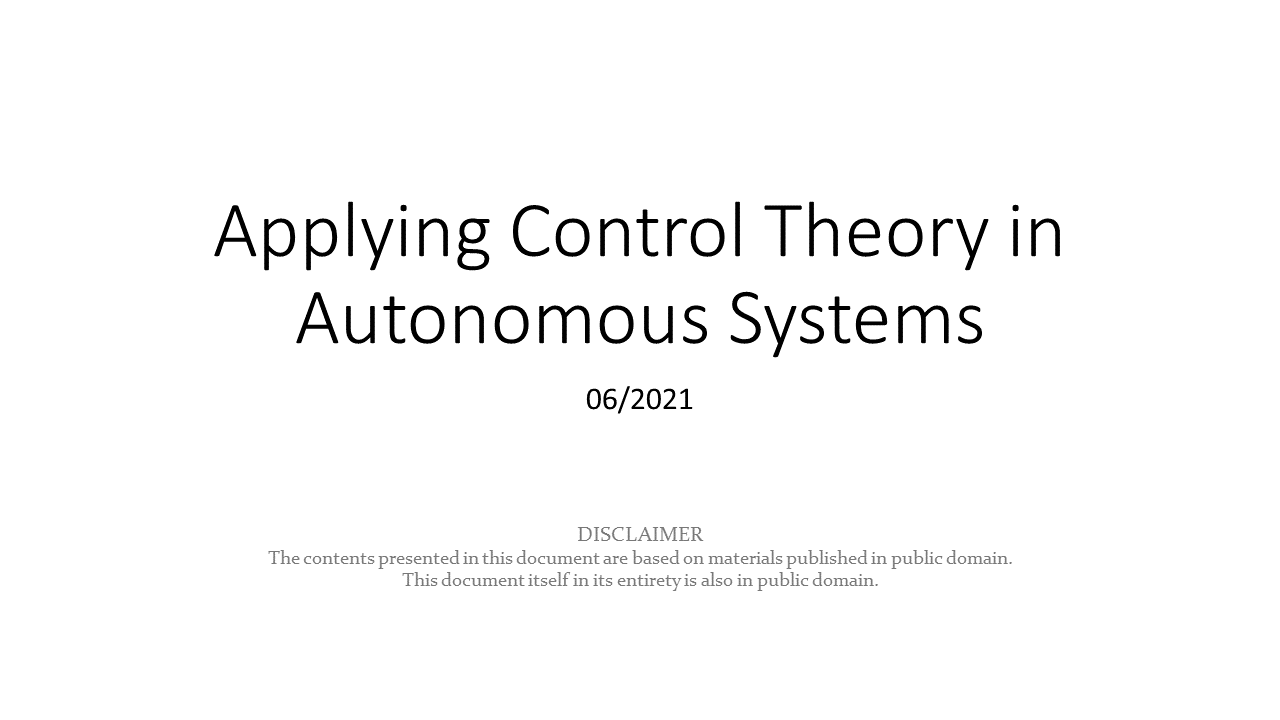 Applying Control Theory in
Autonomous Systems
06/2021
DISCLAIMER
The contents presented in this document are based on materials published in public domain.
This document itself in its entirety is also in public domain.